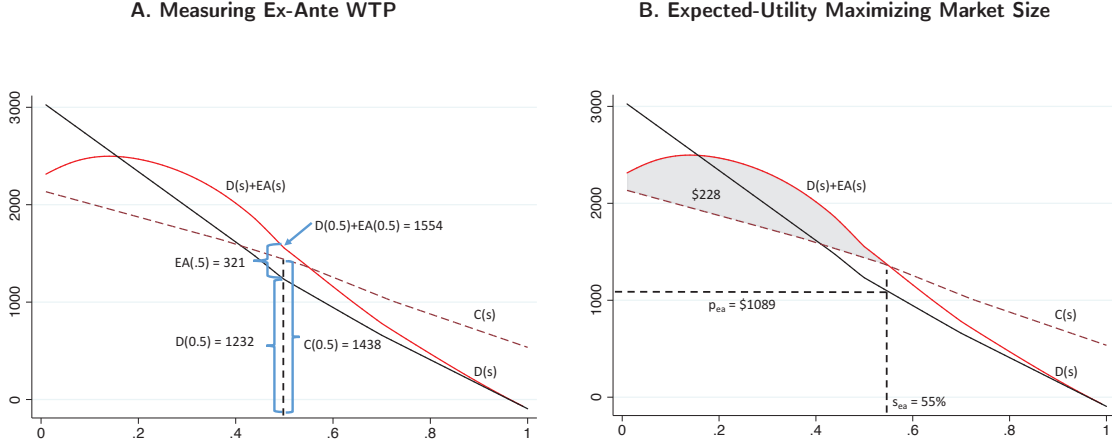 A. Measuring Ex-Ante WTP
3000
2000
1000
0
D(s)+EA(s)
D(0.5)+EA(0.5) = 1554
EA(.5) = 321
C(s)
D(0.5) = 1232
C(0.5) = 1438
D(s)
0
.2
.4
.6
.8
1
B. Expected-Utility Maximizing Market Size
3000
2000
1000
0
D(s)+EA(s)
$228
p_ea = $1089
C(s)
D(s)
s_ea = 55%
0
.2
.4
.6
.8
1